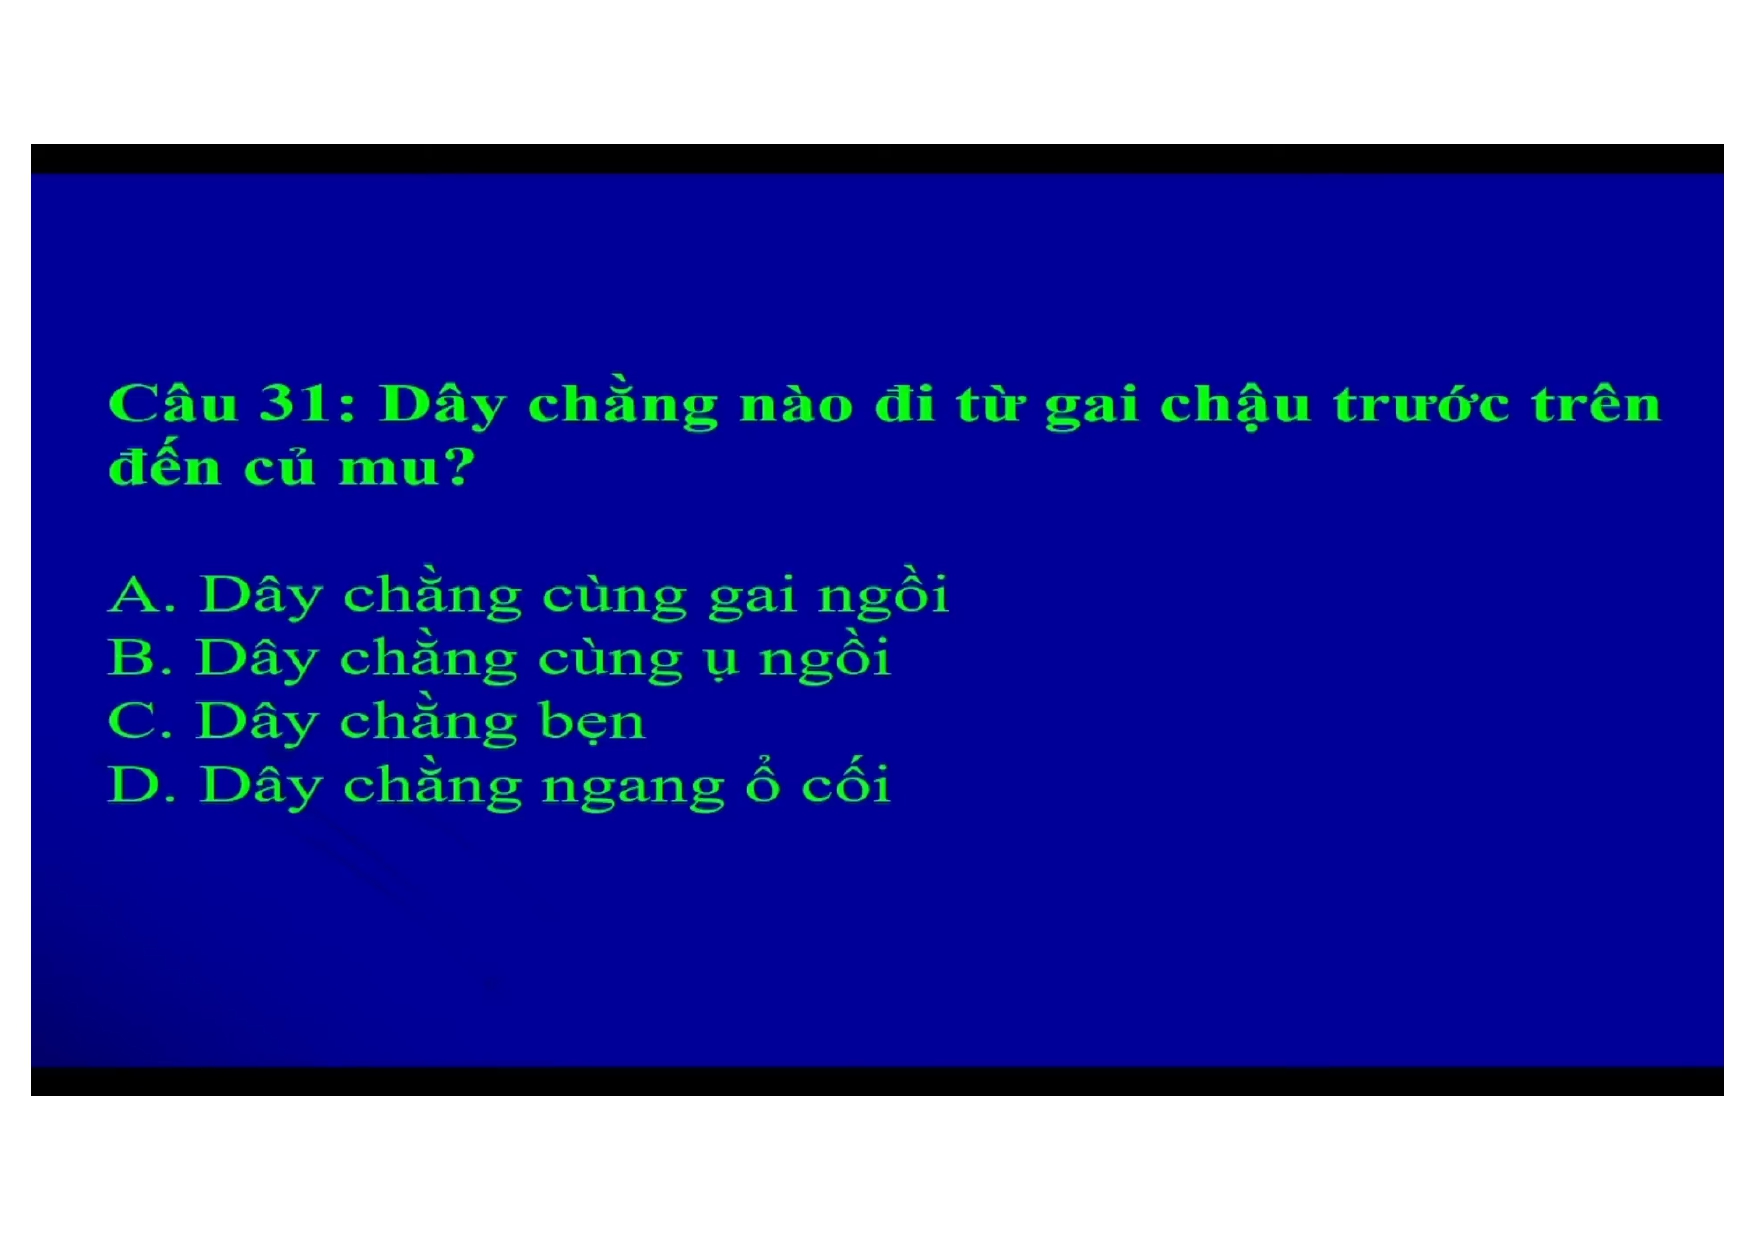 Câu 31: Dây chằng nào đi từ gai chậu trước trên
đến củ mu?
A. Dây chằng cùng gai ngồi
B. Dây chằng cùng ụ ngồi
C. Dây chằng bẹn
D. Dây chằng ngang ổ cối